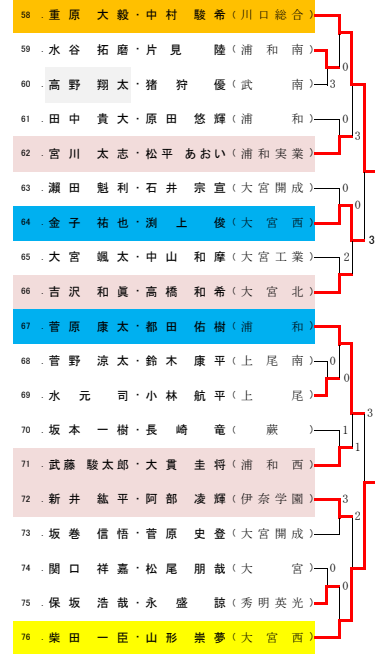 58 . 重原 大毅・中村 駿希(川口総合)
59 . 水谷 拓磨・片見 陸(浦和南) 0
60 . 高野 翔太・猪狩 優(武南) 3
61 . 田中 貴大・原田 悠輝(浦和) 0 3
62 . 宮川 太志・松平 あおい(浦和実業)
63 . 瀬田 魁利・石井 宗宣(大宮開成) 0
64 . 金子 祐也・渕上 俊(大宮西) 0 3
65 . 大宮 颯太・中山 和摩(大宮工業) 2
66 . 吉沢 和眞・高橋 和希(大宮北)
67 . 菅原 康太・都田 佑樹(浦和)
68 . 菅野 涼太・鈴木 康平(上尾南) 0 0
69 . 水元 司・小林 航平(上尾) 3
70 . 坂本 一樹・長崎 竜(蕨) 1
71 . 武藤 駿太郎・大貫 圭将(浦和西) 1
72 . 新井 紘平・阿部 凌輝(伊奈学園) 3 2
73 . 坂巻 信悟・菅原 史登(大宮開成)
74 . 関口 祥嘉・松尾 朋哉(大宮) 0 0
75 . 保坂 浩哉・永盛 諒(秀明英光)
76 . 柴田 一臣・山形 崇夢(大宮西)